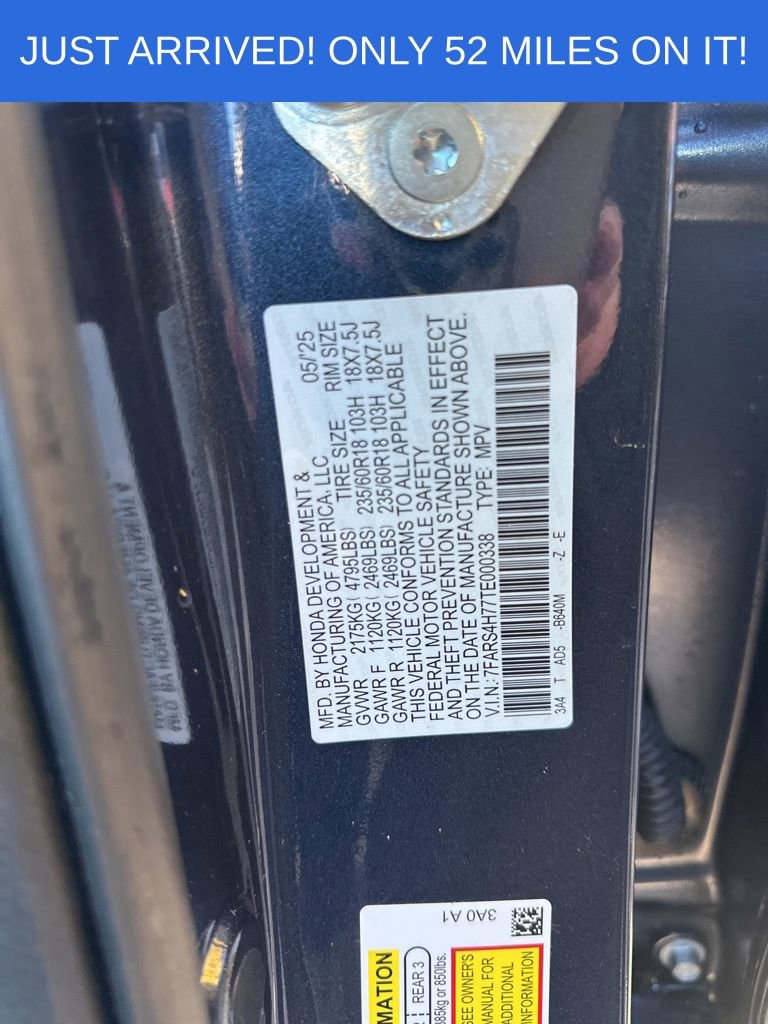 JUST ARRIVED! ONLY 52 MILES ON IT!
MFD. BY HONDA DEVELOPMENT & 05/'25
MANUFACTURING OF AMERICA, LLC
TIRE SIZE RIM SIZE
GVWR 2175KG( 4795LBS)
GAWR F 1120KG( 2469LBS) 235/60R18 103H 18X7.5J
GAWR R 1120KG( 2469LBS) 235/60R18 103H 18X7.5J
THIS VEHICLE CONFORMS TO ALL APPLICABLE
FEDERAL MOTOR VEHICLE SAFETY
AND THEFT PREVENTION STANDARDS IN EFFECT
ON THE DATE OF MANUFACTURE SHOWN ABOVE.
V.I.N: 7FARS4H77TE000338 TYPE: MPV
3A4 T AD5 -B640M -Z -E
3A0 A1
REAR 3
385kg or 850lbs.
SEE OWNER'S
MANUAL FOR
ADDITIONAL
INFORMATION